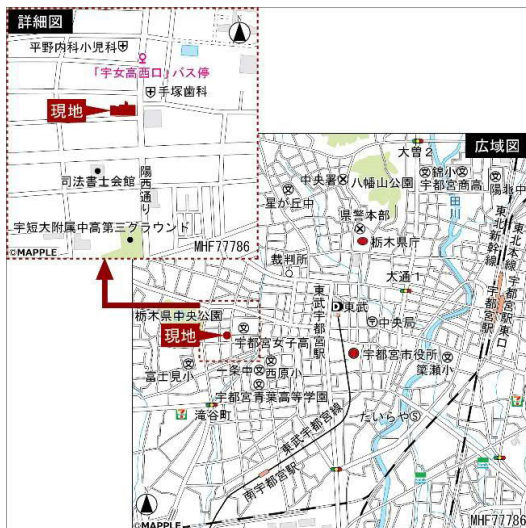 詳細図
平野内科小児科
N
「宇女高西口」バス停
手塚歯科
現地
陽西通り
司法書士会館
宇短大附属中高第三グラウンド
©MAPPLE
MHF77786
広域図
大曽2
中央署
八幡山公園
錦小
宇都宮商高
陽北中
星が丘中
田川
県警本部
栃木県庁
東北新幹線
東北本線
宇都宮駅
宇都宮駅東口
裁判所
大通1
東武宇都宮駅
東武
栃木県中央公園
中央局
現地
宇都宮女子高
宇都宮市役所
簗瀬小
富士見小
一条中
西原小
宇都宮青葉高等学園
滝谷町
たいらや
東武宇都宮線
南宇都宮駅
©MAPPLE
MHF77786